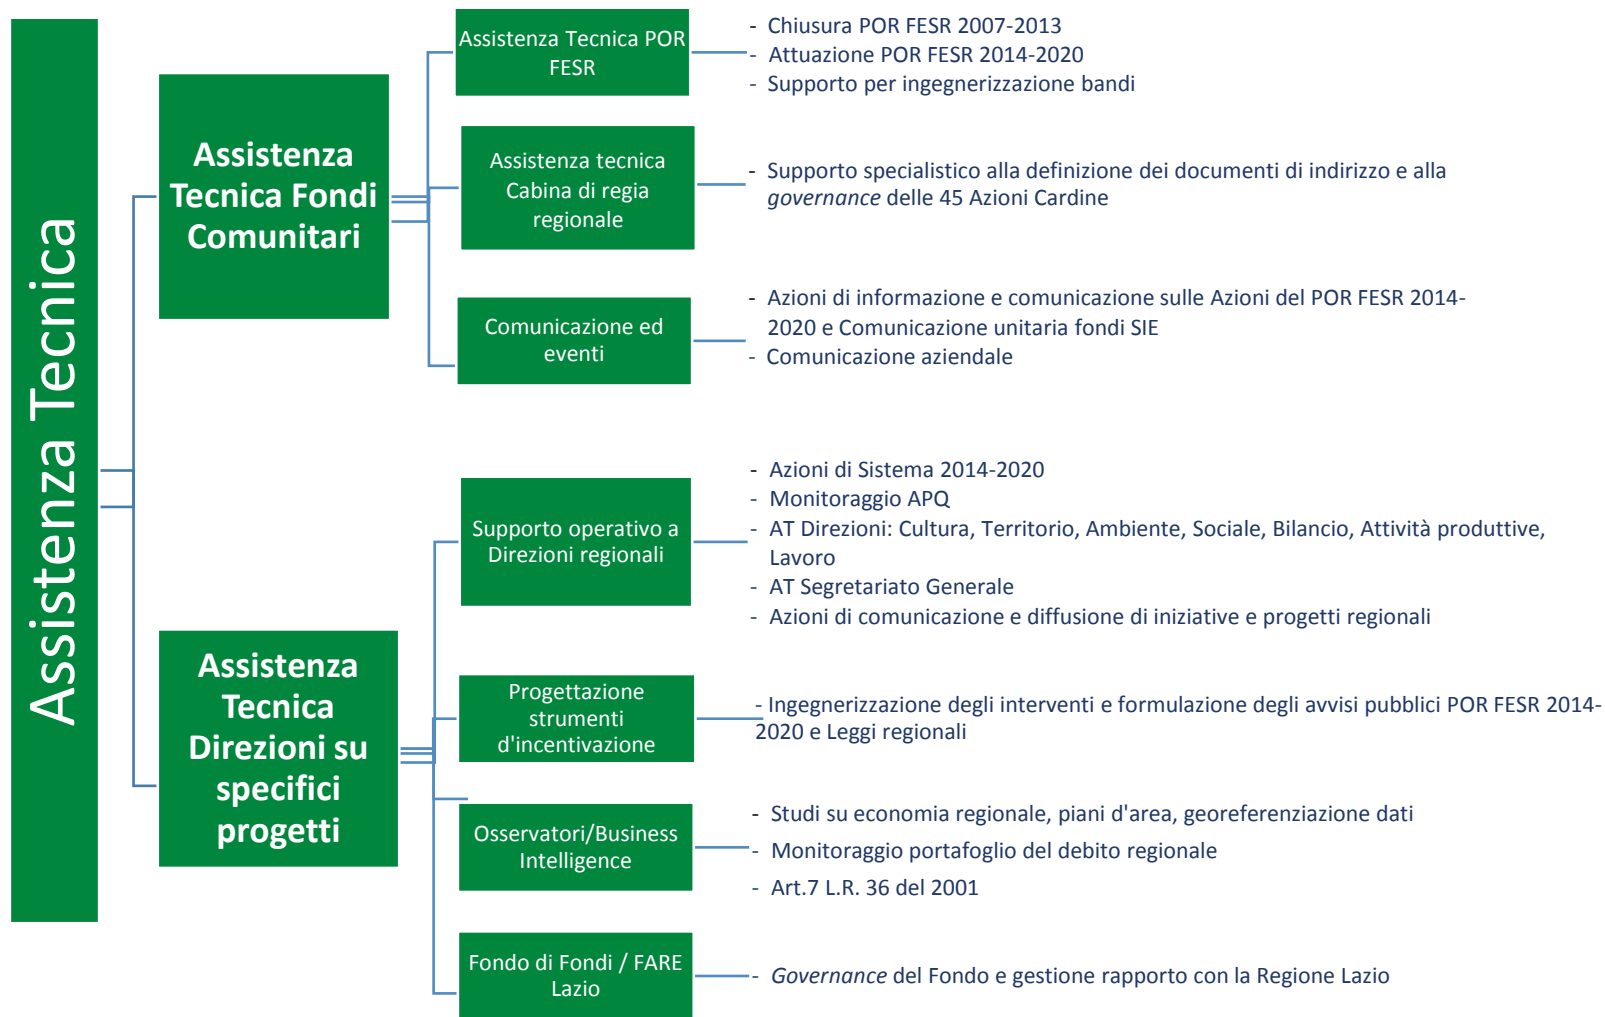 Assistenza Tecnica
Assistenza
Tecnica Fondi
Comunitari
Assistenza Tecnica POR
FESR
- Chiusura POR FESR 2007-2013
- Attuazione POR FESR 2014-2020
- Supporto per ingegnerizzazione bandi
Assistenza tecnica
Cabina di regia
regionale
- Supporto specialistico alla definizione dei documenti di indirizzo e alla
governance delle 45 Azioni Cardine
Comunicazione ed
eventi
- Azioni di informazione e comunicazione sulle Azioni del POR FESR 2014-
2020 e Comunicazione unitaria fondi SIE
- Comunicazione aziendale
Assistenza
Tecnica
Direzioni su
specifici
progetti
Supporto operativo a
Direzioni regionali
- Azioni di Sistema 2014-2020
- Monitoraggio APQ
- AT Direzioni: Cultura, Territorio, Ambiente, Sociale, Bilancio, Attività produttive,
Lavoro
- AT Segretariato Generale
- Azioni di comunicazione e diffusione di iniziative e progetti regionali
Progettazione
strumenti
d'incentivazione
- Ingegnerizzazione degli interventi e formulazione degli avvisi pubblici POR FESR 2014-
2020 e Leggi regionali
Osservatori/Business
Intelligence
- Studi su economia regionale, piani d'area, georeferenziazione dati
- Monitoraggio portafoglio del debito regionale
- Art.7 L.R. 36 del 2001
Fondo di Fondi / FARE
Lazio
- Governance del Fondo e gestione rapporto con la Regione Lazio